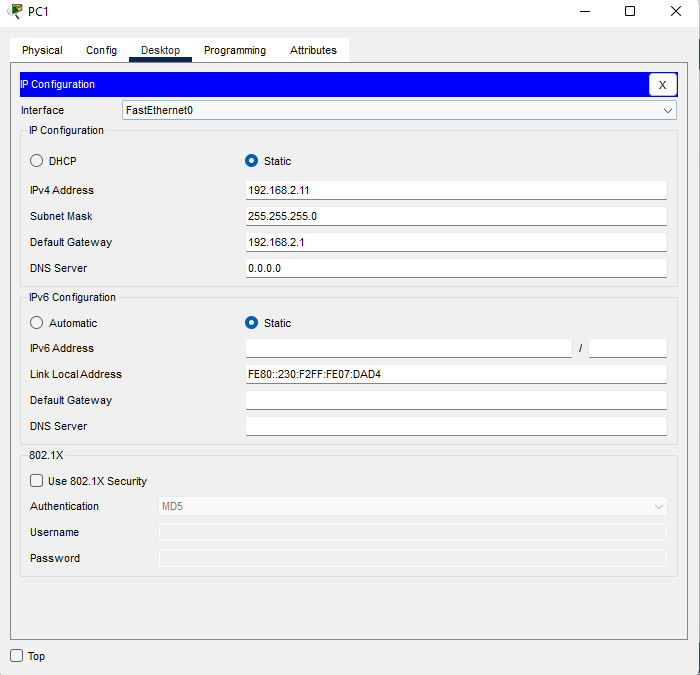 PC1
Physical Config Desktop Programming Attributes
IP Configuration X
Interface FastEthernet0
IP Configuration
DHCP Static
IPv4 Address 192.168.2.11
Subnet Mask 255.255.255.0
Default Gateway 192.168.2.1
DNS Server 0.0.0.0
IPv6 Configuration
Automatic Static
IPv6 Address /
Link Local Address FE80::230:F2FF:FE07:DAD4
Default Gateway
DNS Server
802.1X
Use 802.1X Security
Authentication MD5
Username
Password
Top